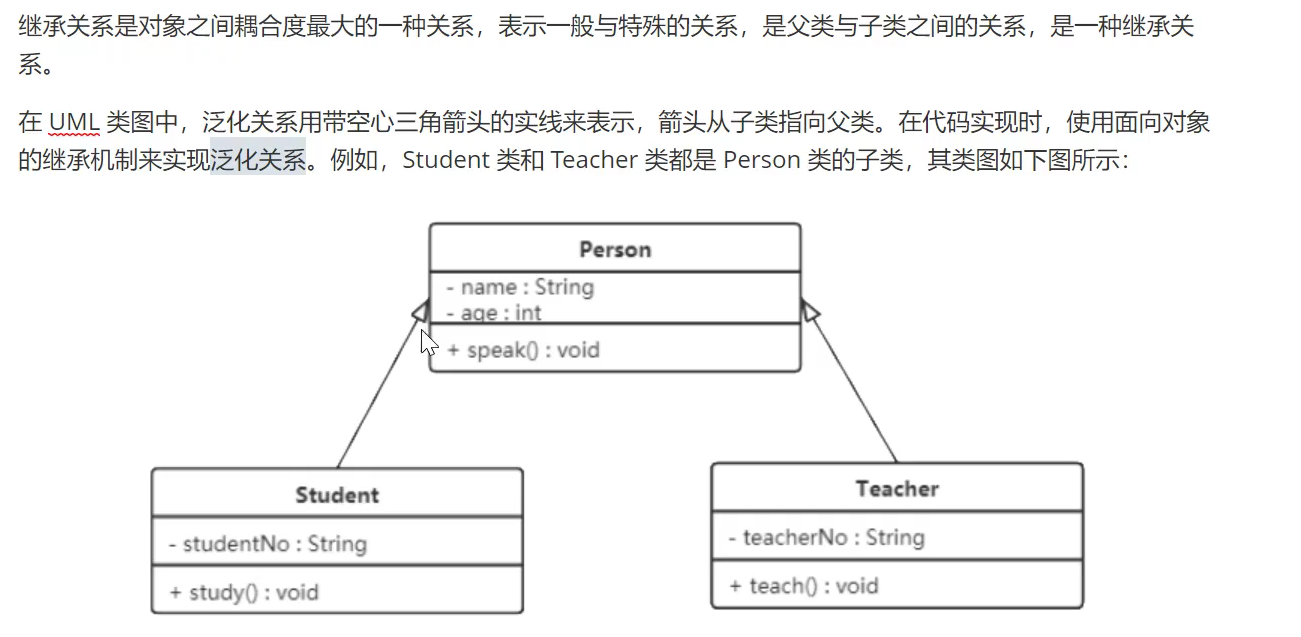 继承关系是对象之间耦合度最大的一种关系，表示一般与特殊的关系，是父类与子类之间的关系，是一种继承关
系。
在 UML 类图中，泛化关系用带空心三角箭头的实线来表示，箭头从子类指向父类。在代码实现时，使用面向对象
的继承机制来实现泛化关系。例如，Student 类和 Teacher 类都是 Person 类的子类，其类图如下图所示：
Person
- name : String
- age : int
+ speak() : void
Student
- studentNo : String
+ study() : void
Teacher
- teacherNo : String
+ teach() : void